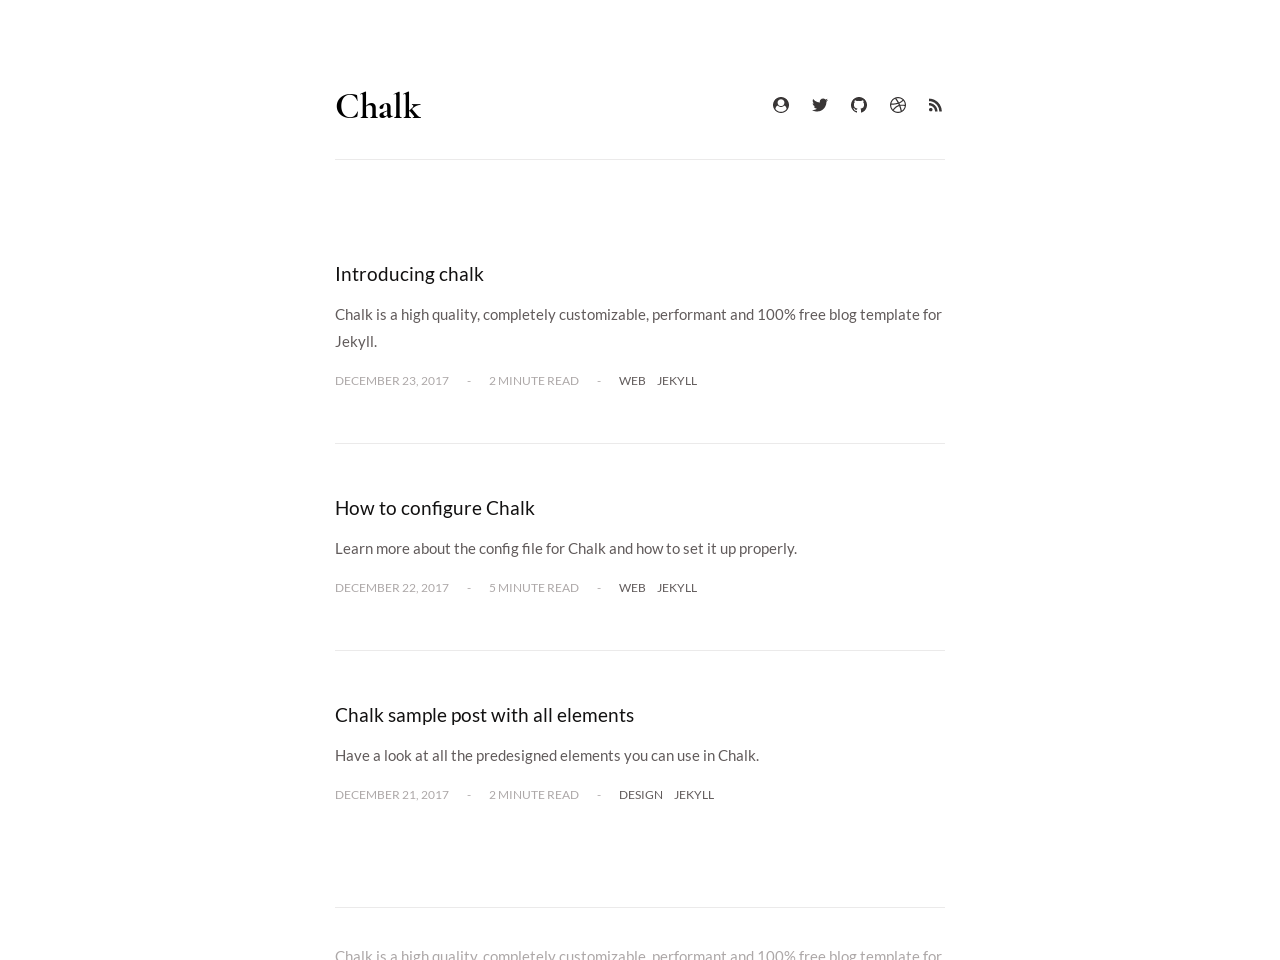 Chalk
Introducing chalk
Chalk is a high quality, completely customizable, performant and 100% free blog template for
Jekyll.
DECEMBER 23, 2017 - 2 MINUTE READ - WEB JEKYLL
How to configure Chalk
Learn more about the config file for Chalk and how to set it up properly.
DECEMBER 22, 2017 - 5 MINUTE READ - WEB JEKYLL
Chalk sample post with all elements
Have a look at all the predesigned elements you can use in Chalk.
DECEMBER 21, 2017 - 2 MINUTE READ - DESIGN JEKYLL
Chalk is a high quality, completely customizable, performant and 100% free blog template for